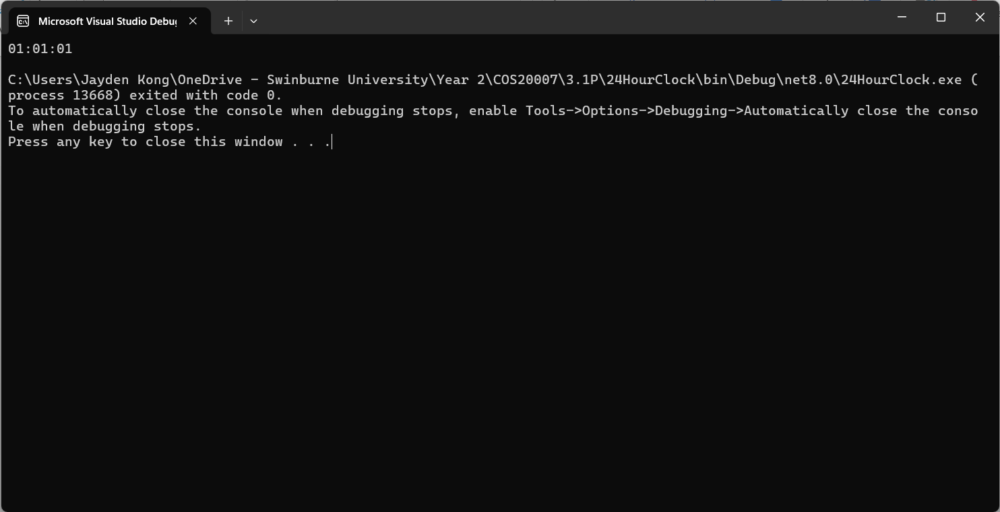 Microsoft Visual Studio Debu
01:01:01
C:\Users\Jayden Kong\OneDrive - Swinburne University\Year 2\COS20007\3.1P\24HourClock\bin\Debug\net8.0\24HourClock.exe (
process 13668) exited with code 0.
To automatically close the console when debugging stops, enable Tools->Options->Debugging->Automatically close the conso
le when debugging stops.
Press any key to close this window . . .